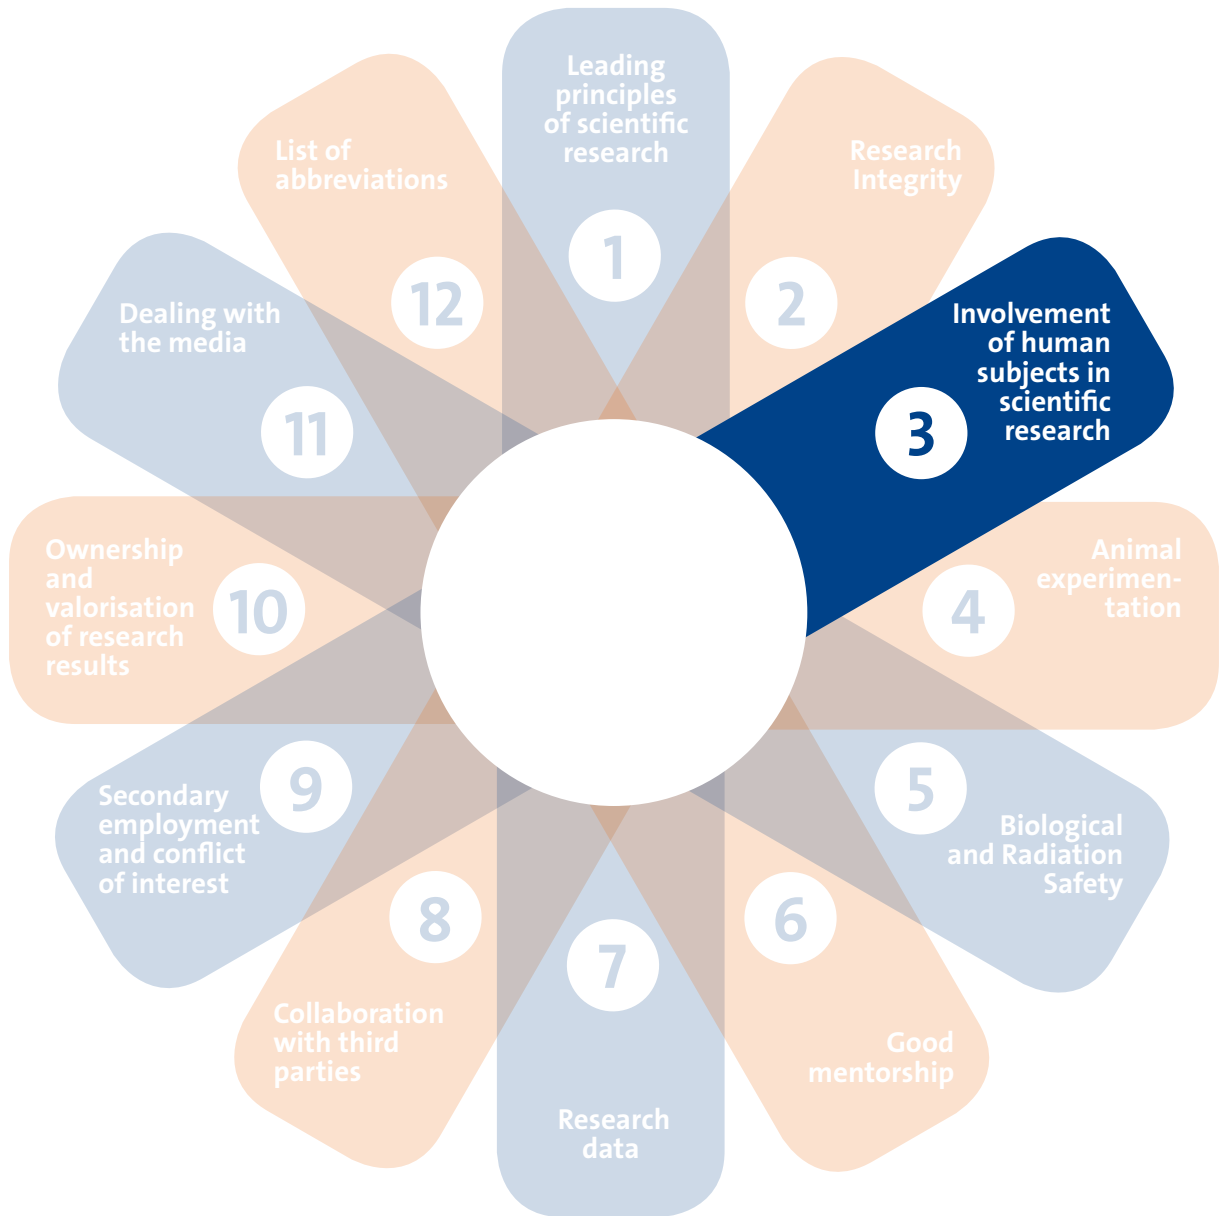 Leading
principles
of scientific
research
1
Research
Integrity
2
Involvement
of human
subjects in
scientific
research
3
Animal
experimen-
tation
4
5
Biological
and Radiation
Safety
6
Good
mentorship
7
Research
data
8
Collaboration
with third
parties
9
Secondary
employment
and conflict
of interest
Ownership
and
valorisation
of research
results
10
Dealing with
the media
11
List of
abbreviations
12